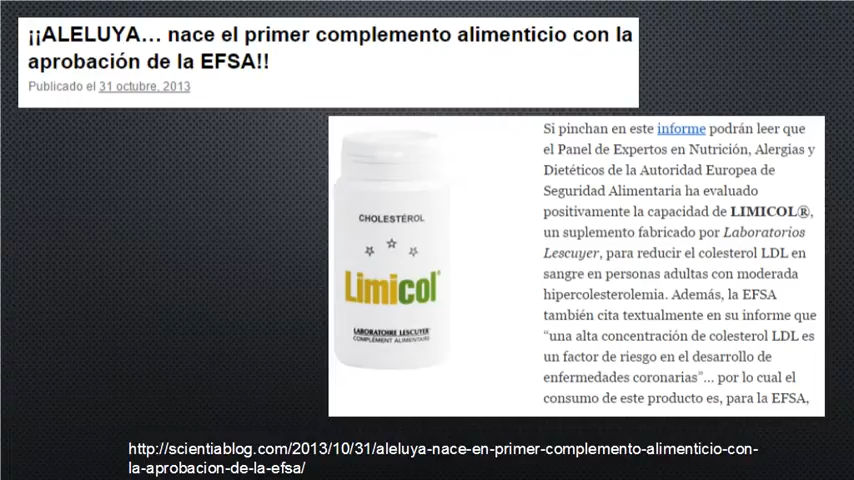 ¡¡ALELUYA… nace el primer complemento alimenticio con la
aprobación de la EFSA!!
Publicado el 31 octubre, 2013
CHOLESTÉROL
Limicol®
LABORATOIRE LESCUYER
COMPLÉMENT ALIMENTAIRE
Si pinchan en este informe podrán leer que
el Panel de Expertos en Nutrición, Alergias y
Dietéticos de la Autoridad Europea de
Seguridad Alimentaria ha evaluado
positivamente la capacidad de LIMICOL®,
un suplemento fabricado por Laboratorios
Lescuyer, para reducir el colesterol LDL en
sangre en personas adultas con moderada
hipercolesterolemia. Además, la EFSA
también cita textualmente en su informe que
“una alta concentración de colesterol LDL es
un factor de riesgo en el desarrollo de
enfermedades coronarias”… por lo cual el
consumo de este producto es, para la EFSA,
http://scientiablog.com/2013/10/31/aleluya-nace-en-primer-complemento-alimenticio-con-
la-aprobacion-de-la-efsa/